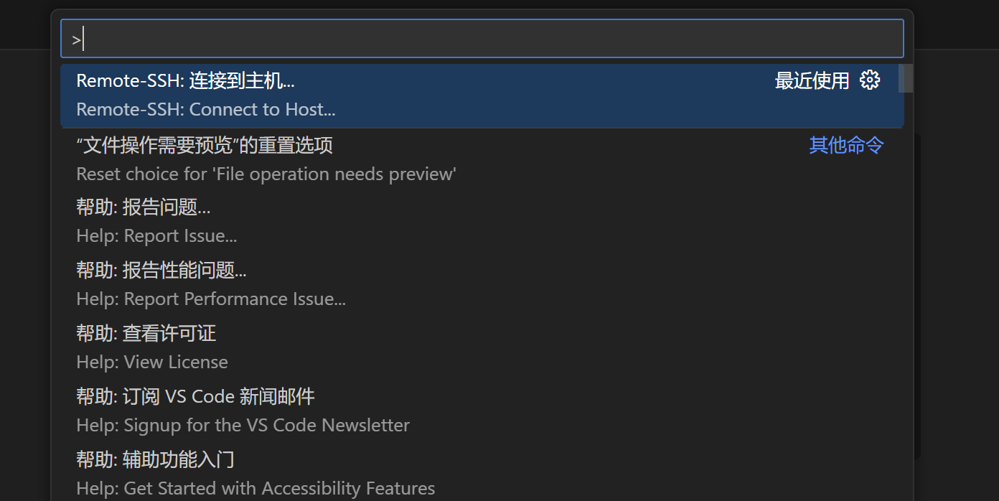 >
Remote-SSH: 连接到主机... 最近使用
Remote-SSH: Connect to Host...
“文件操作需要预览”的重置选项 其他命令
Reset choice for 'File operation needs preview'
帮助: 报告问题...
Help: Report Issue...
帮助: 报告性能问题...
Help: Report Performance Issue...
帮助: 查看许可证
Help: View License
帮助: 订阅 VS Code 新闻邮件
Help: Signup for the VS Code Newsletter
帮助: 辅助功能入门
Help: Get Started with Accessibility Features